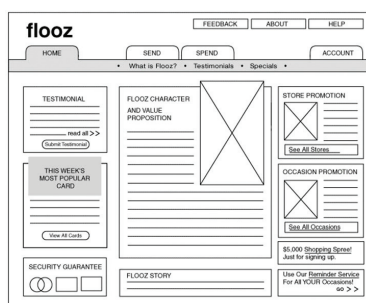 flooz
FEEDBACK
ABOUT
HELP
HOME
SEND
SPEND
ACCOUNT
• What is Flooz? • Testimonials • Specials •
TESTIMONIAL
read all >>
Submit Testimonial
THIS WEEK'S
MOST POPULAR
CARD
View All Cards
SECURITY GUARANTEE
FLOOZ CHARACTER
AND VALUE
PROPOSITION
FLOOZ STORY
STORE PROMOTION
See All Stores
OCCASION PROMOTION
See All Occasions
$5,000 Shopping Spree!
Just for signing up.
Use Our Reminder Service
For All YOUR Occasions!
GO > >